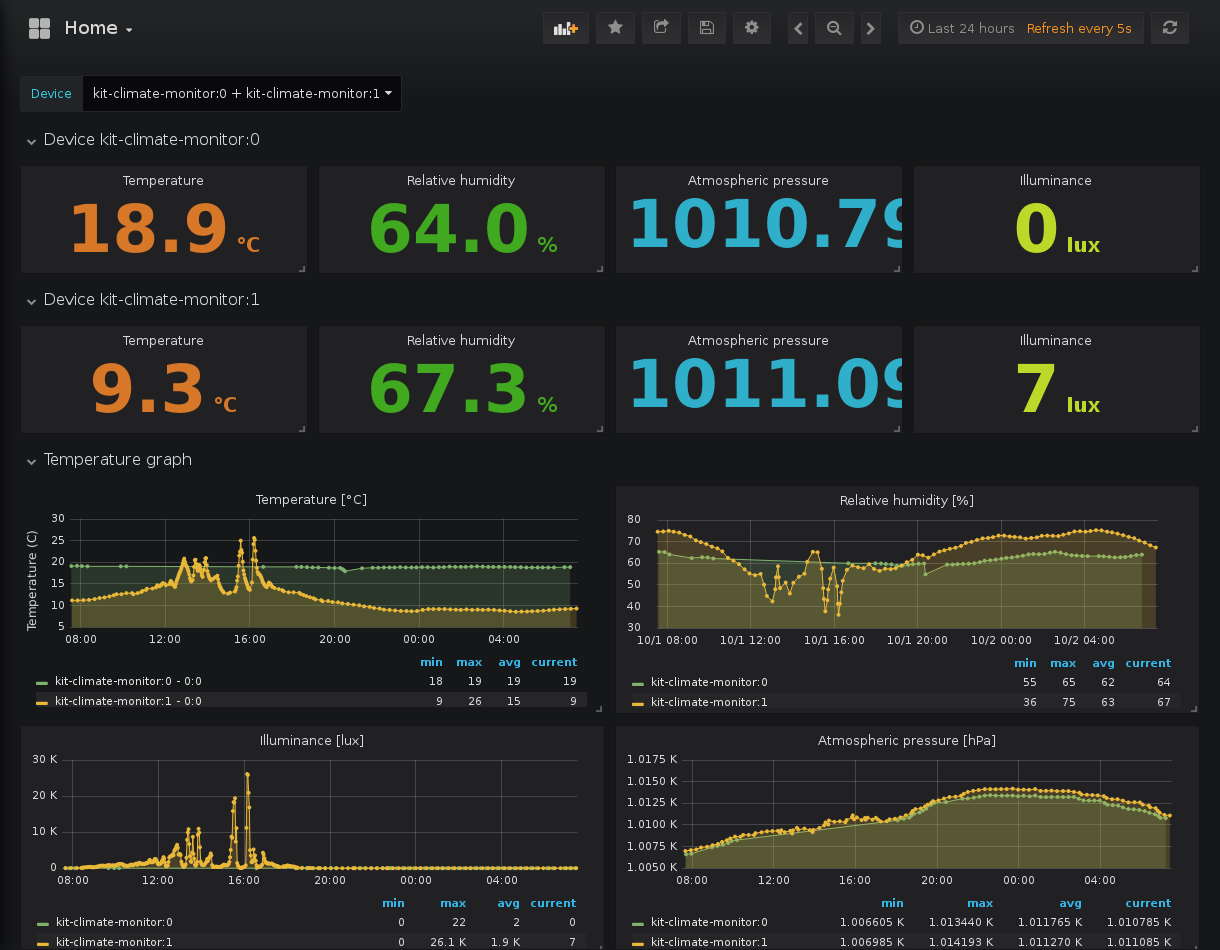 Home
Last 24 hours Refresh every 5s
Device kit-climate-monitor:0 + kit-climate-monitor:1
Device kit-climate-monitor:0
Temperature Relative humidity Atmospheric pressure Illuminance
18.9 °C 64.0 % 1010.79 0 lux
Device kit-climate-monitor:1
Temperature Relative humidity Atmospheric pressure Illuminance
9.3 °C 67.3 % 1011.09 7 lux
Temperature graph
Temperature [°C]
Temperature (C)
30
25
20
15
10
5
08:00 12:00 16:00 20:00 00:00 04:00
min max avg current
kit-climate-monitor:0 - 0:0 18 19 19 19
kit-climate-monitor:1 - 0:0 9 26 15 9
Relative humidity [%]
80
70
60
50
40
30
10/1 08:00 10/1 12:00 10/1 16:00 10/1 20:00 10/2 00:00 10/2 04:00
min max avg current
kit-climate-monitor:0 55 65 62 64
kit-climate-monitor:1 36 75 63 67
Illuminance [lux]
30 K
20 K
10 K
0
08:00 12:00 16:00 20:00 00:00 04:00
min max avg current
kit-climate-monitor:0 0 22 2 0
kit-climate-monitor:1 0 26.1 K 1.9 K 7
Atmospheric pressure [hPa]
1.0175 K
1.0150 K
1.0125 K
1.0100 K
1.0075 K
1.0050 K
08:00 12:00 16:00 20:00 00:00 04:00
min max avg current
kit-climate-monitor:0 1.006605 K 1.013440 K 1.011765 K 1.010785 K
kit-climate-monitor:1 1.006985 K 1.014193 K 1.011270 K 1.011085 K